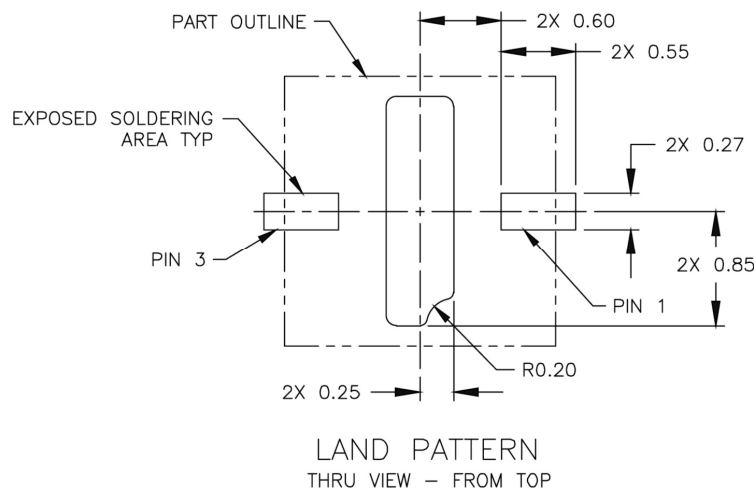 PART OUTLINE
2X 0.60
2X 0.55
EXPOSED SOLDERING
AREA TYP
2X 0.27
PIN 3
2X 0.85
PIN 1
R0.20
2X 0.25
LAND PATTERN
THRU VIEW – FROM TOP